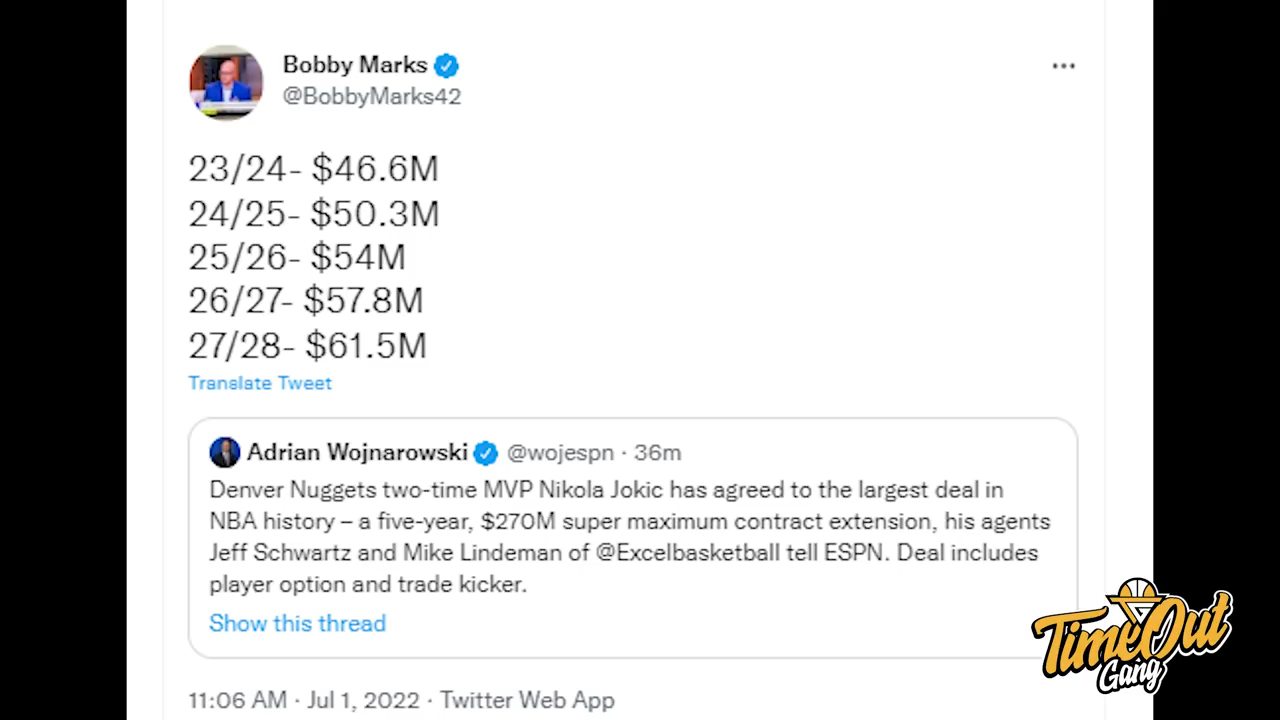 Bobby Marks
@BobbyMarks42
23/24- $46.6M
24/25- $50.3M
25/26- $54M
26/27- $57.8M
27/28- $61.5M
Translate Tweet
Adrian Wojnarowski @wojespn · 36m
Denver Nuggets two-time MVP Nikola Jokic has agreed to the largest deal in
NBA history – a five-year, $270M super maximum contract extension, his agents
Jeff Schwartz and Mike Lindeman of @Excelbasketball tell ESPN. Deal includes
player option and trade kicker.
Show this thread
TimeOut
Gang
11:06 AM · Jul 1, 2022 · Twitter Web App